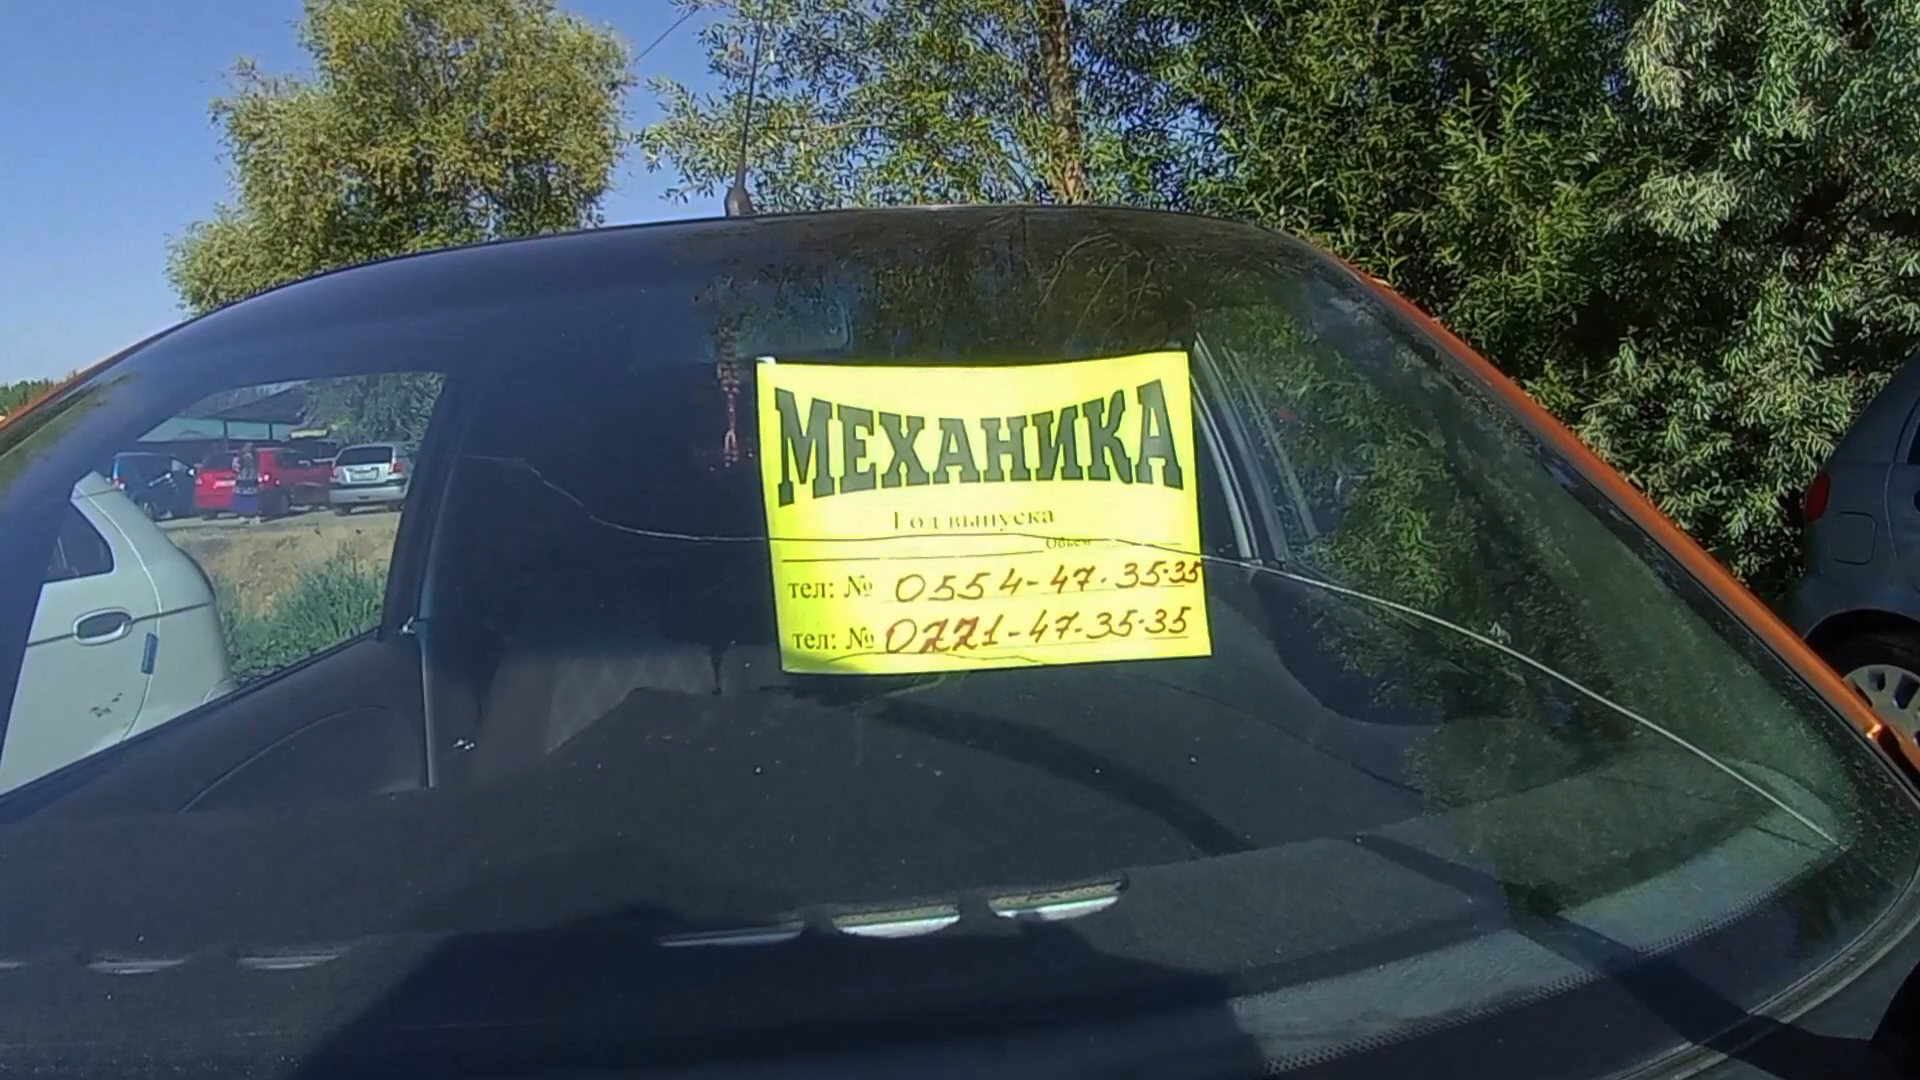 МЕХАНИКА
Год выпуска
Объем
тел: № 0554-47-35-35
тел: № 0771-47-35-35